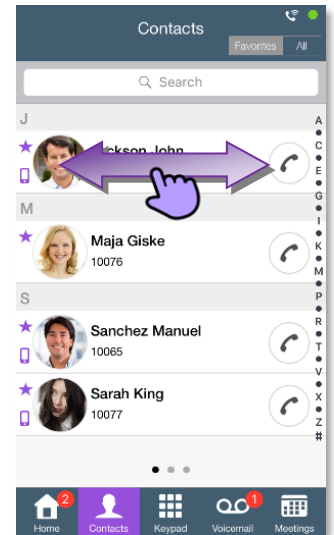 Contacts
Favorites All
Search
J
Jackson John
M
Maja Giske
10076
S
Sanchez Manuel
10065
Sarah King
10077
A
C
E
G
I
K
M
P
R
T
V
X
Z
#
2
1
Home Contacts Keypad Voicemail Meetings